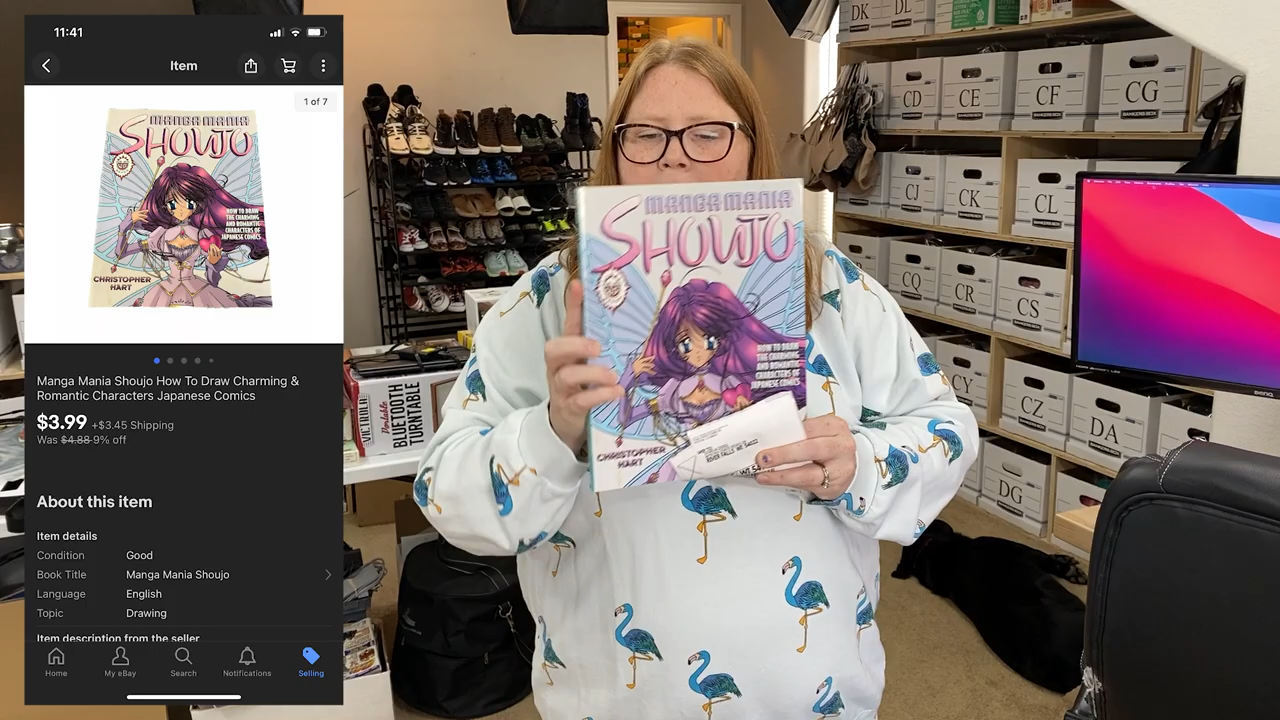 11:41
Item
1 of 7
MANGA MANIA
SHOUJO
HOW TO DRAW
THE CHARMING
AND ROMANTIC
CHARACTERS OF
JAPANESE COMICS
CHRISTOPHER
HART
Manga Mania Shoujo How To Draw Charming &
Romantic Characters Japanese Comics
$3.99 +$3.45 Shipping
Was $4.88 -9% off
About this item
Item details
Condition Good
Book Title Manga Mania Shoujo
Language English
Topic Drawing
Item description from the seller
Home
My eBay
Search
Notifications
Selling
MANGA MANIA
SHOUJO
HOW TO DRAW
THE CHARMING
AND ROMANTIC
CHARACTERS OF
JAPANESE COMICS
CHRISTOPHER
HART
VICTROLA
Portable
BLUETOOTH
TURNTABLE
DK
DL
CD
CE
CF
CG
BANKERS BOX
CJ
CK
CL
CQ
CR
CS
CY
CZ
DA
DG
BenQ